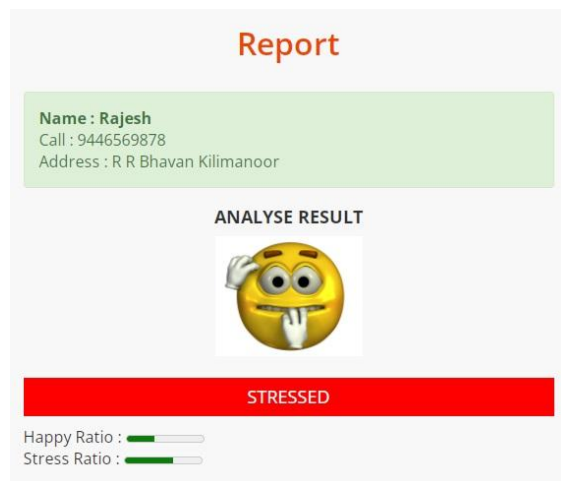 Report
Name : Rajesh
Call : 9446569878
Address : R R Bhavan Kilimanoor
ANALYSE RESULT
STRESSED
Happy Ratio :
Stress Ratio :